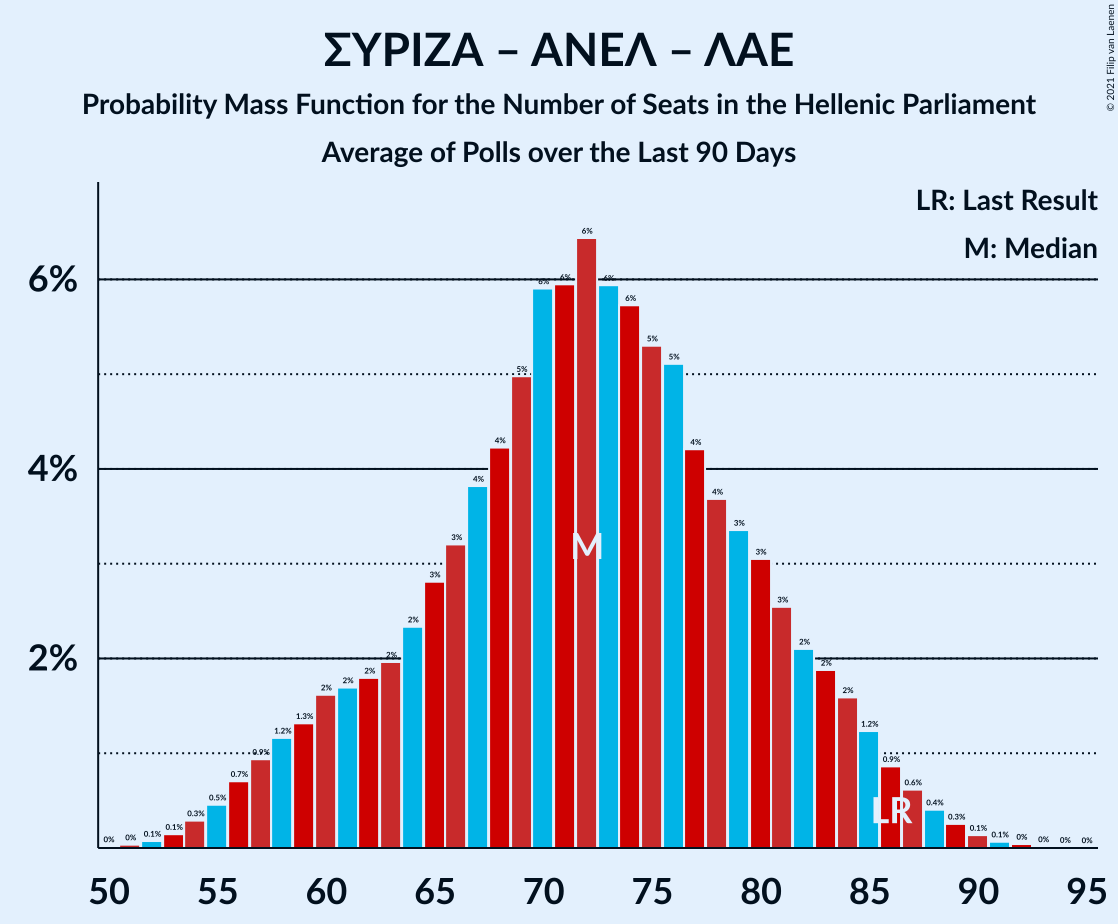 ΣΥΡΙΖΑ – ΑΝΕΛ – ΛΑΕ
Probability Mass Function for the Number of Seats in the Hellenic Parliament
Average of Polls over the Last 90 Days
© 2021 Filip van Laenen
LR: Last Result
M: Median
6%
4%
2%
0% 0% 0.1% 0.1% 0.3% 0.5% 0.7% 0.9% 1.2% 1.3% 2% 2% 2% 2% 2% 3% 3% 4% 4% 5% 6% 6% 6% 6% 6% 5% 5% 4% 4% 3% 3% 3% 2% 2% 2% 1.2% 0.9% 0.6% 0.4% 0.3% 0.1% 0.1% 0% 0% 0% 0%
M
LR
50 55 60 65 70 75 80 85 90 95